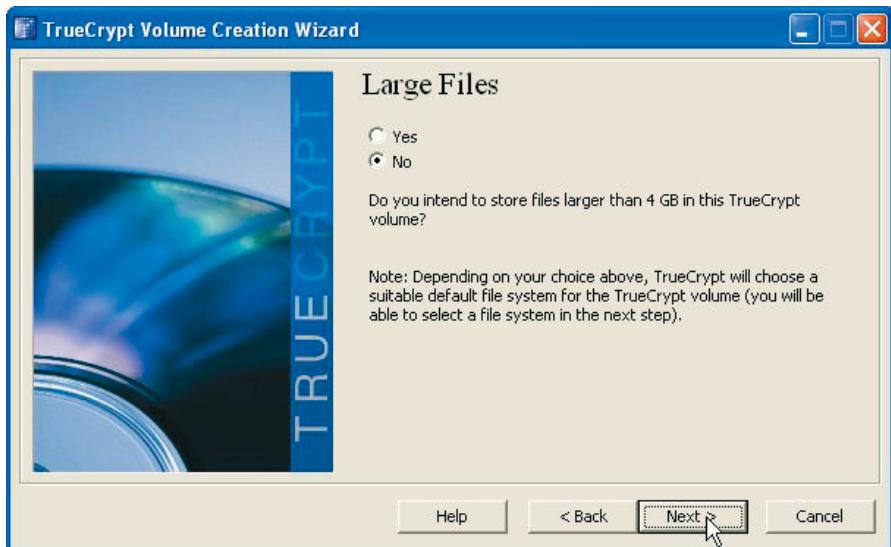 TrueCrypt Volume Creation Wizard
TRUECRYPT
Large Files
Yes
No
Do you intend to store files larger than 4 GB in this TrueCrypt
volume?
Note: Depending on your choice above, TrueCrypt will choose a
suitable default file system for the TrueCrypt volume (you will be
able to select a file system in the next step).
Help
< Back
Next >
Cancel